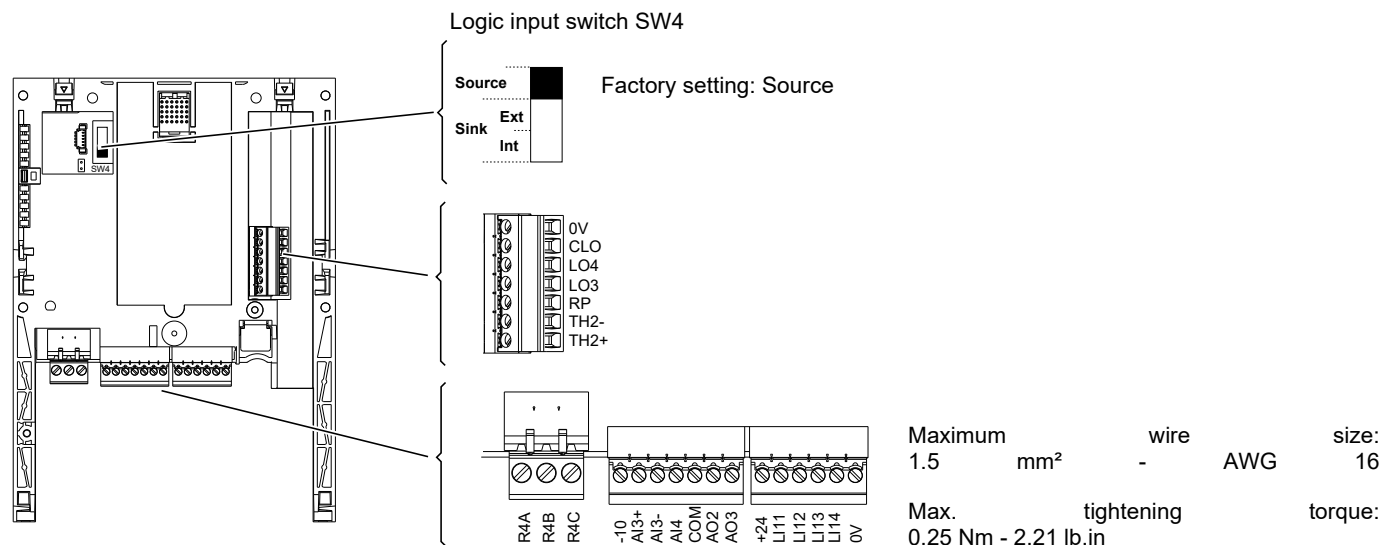 Logic input switch SW4
Source
Factory setting: Source
Sink
Ext
Int
SW4
0V
CLO
LO4
LO3
RP
TH2-
TH2+
R4A
R4B
R4C
-10
AI3+
AI3-
AI4
COM
AO2
AO3
+24
LI11
LI12
LI13
LI14
0V
Maximum wire size:
1.5 mm² - AWG 16
Max. tightening torque:
0.25 Nm - 2.21 lb.in